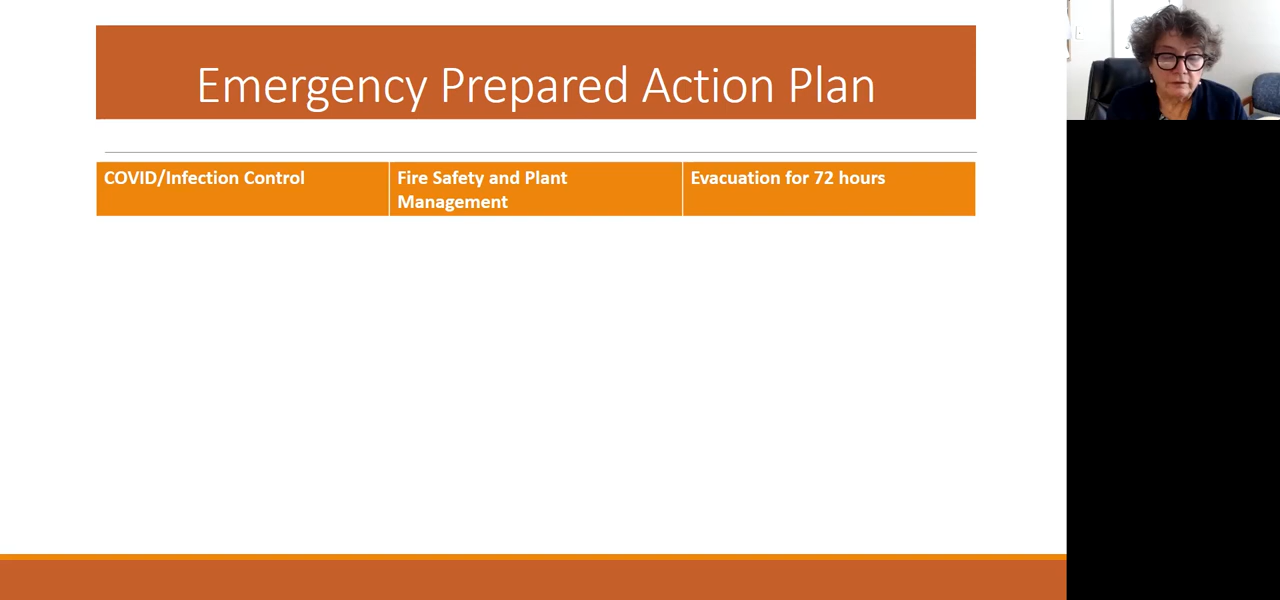 Emergency Prepared Action Plan
COVID/Infection Control
Fire Safety and Plant
Management
Evacuation for 72 hours